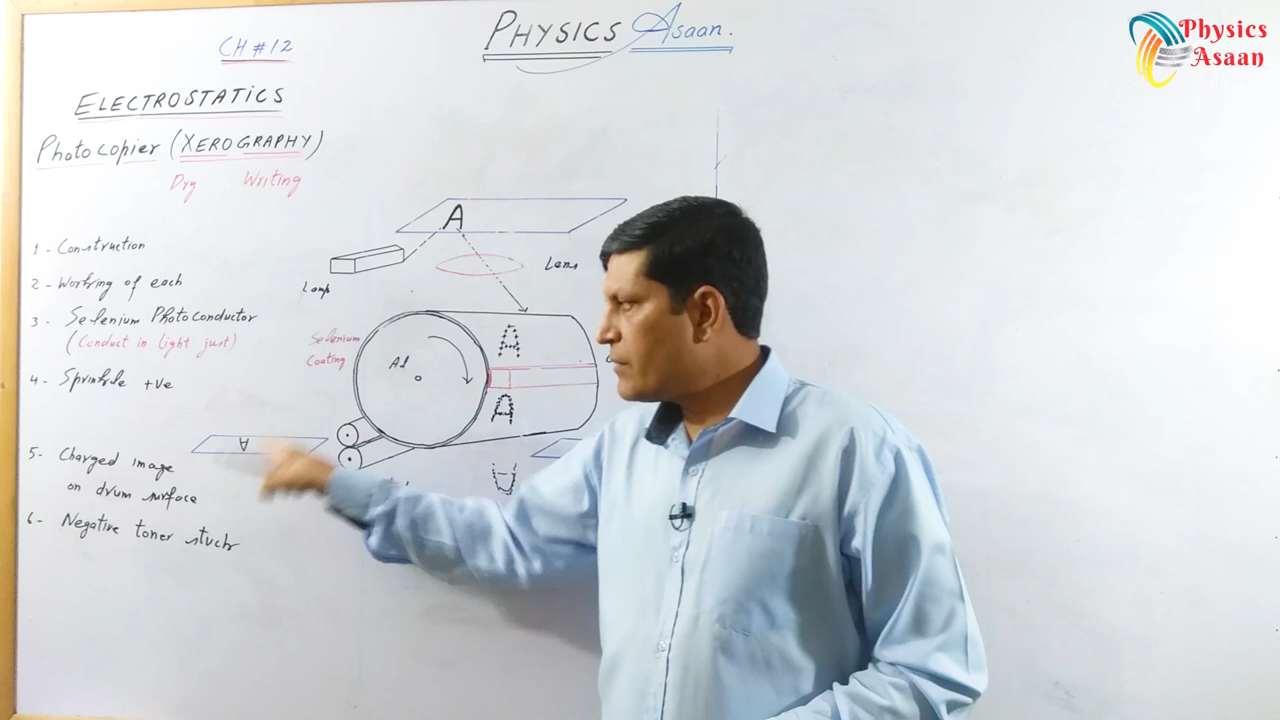 CH # 12
PHYSICS Asaan.
Physics
Asaan
ELECTROSTATICS
Photocopier (XEROGRAPHY)
Dry Writing
1 - Construction
2 - Working of each
3 - Selenium Photoconductor
(Conduct in light just)
4 - Sprinkle +ve
5 - Charged image
on drum surface
6 - Negative toner stuck
A
Lamp
Lens
Selenium
Coating
Al
A
A
A